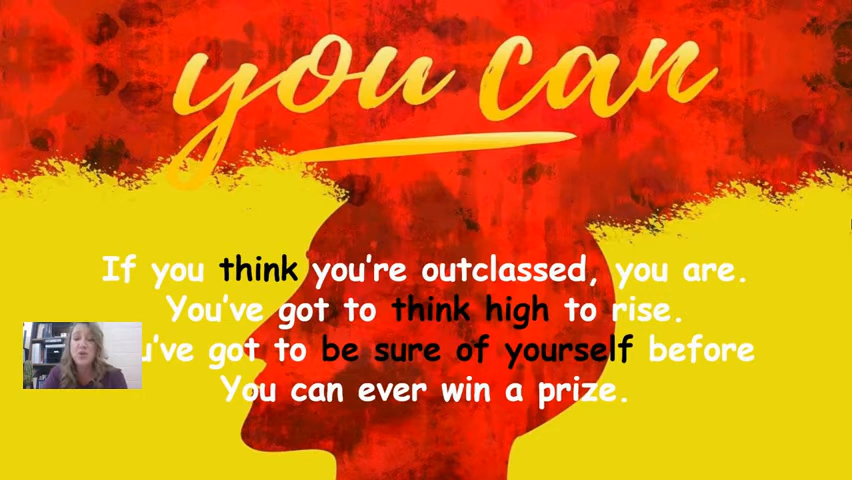 you can
If you think you're outclassed, you are.
You've got to think high to rise.
u've got to be sure of yourself before
You can ever win a prize.